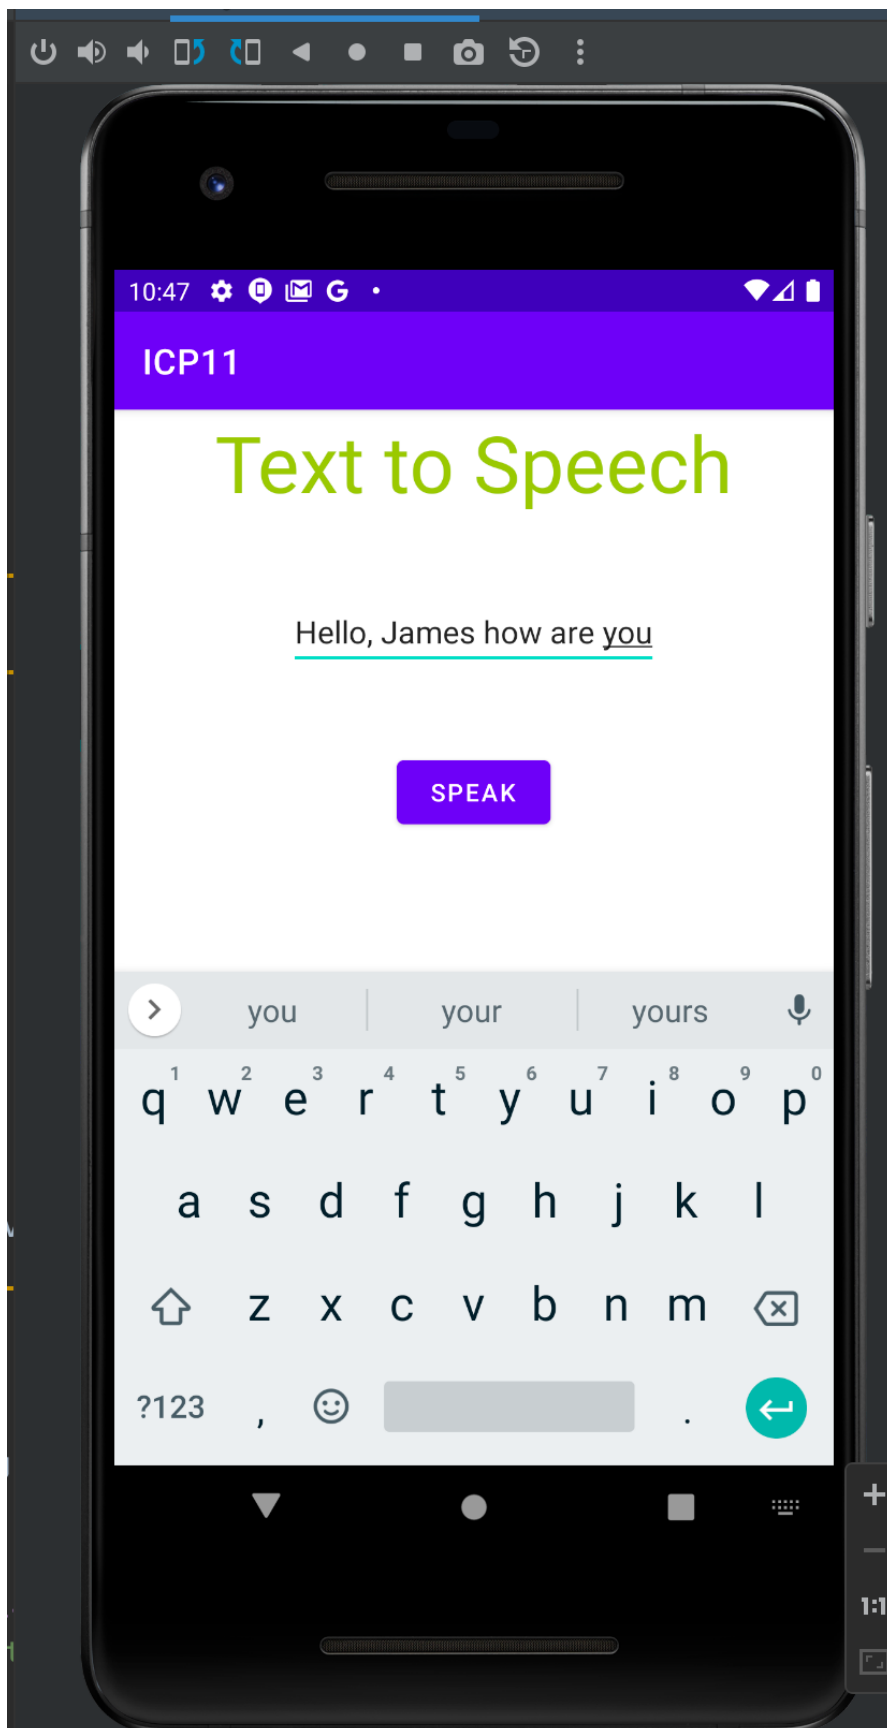 10:47
ICP11
Text to Speech
Hello, James how are you
SPEAK
you your yours
1 2 3 4 5 6 7 8 9 0
q w e r t y u i o p
a s d f g h j k l
z x c v b n m
?123 , .
1:1